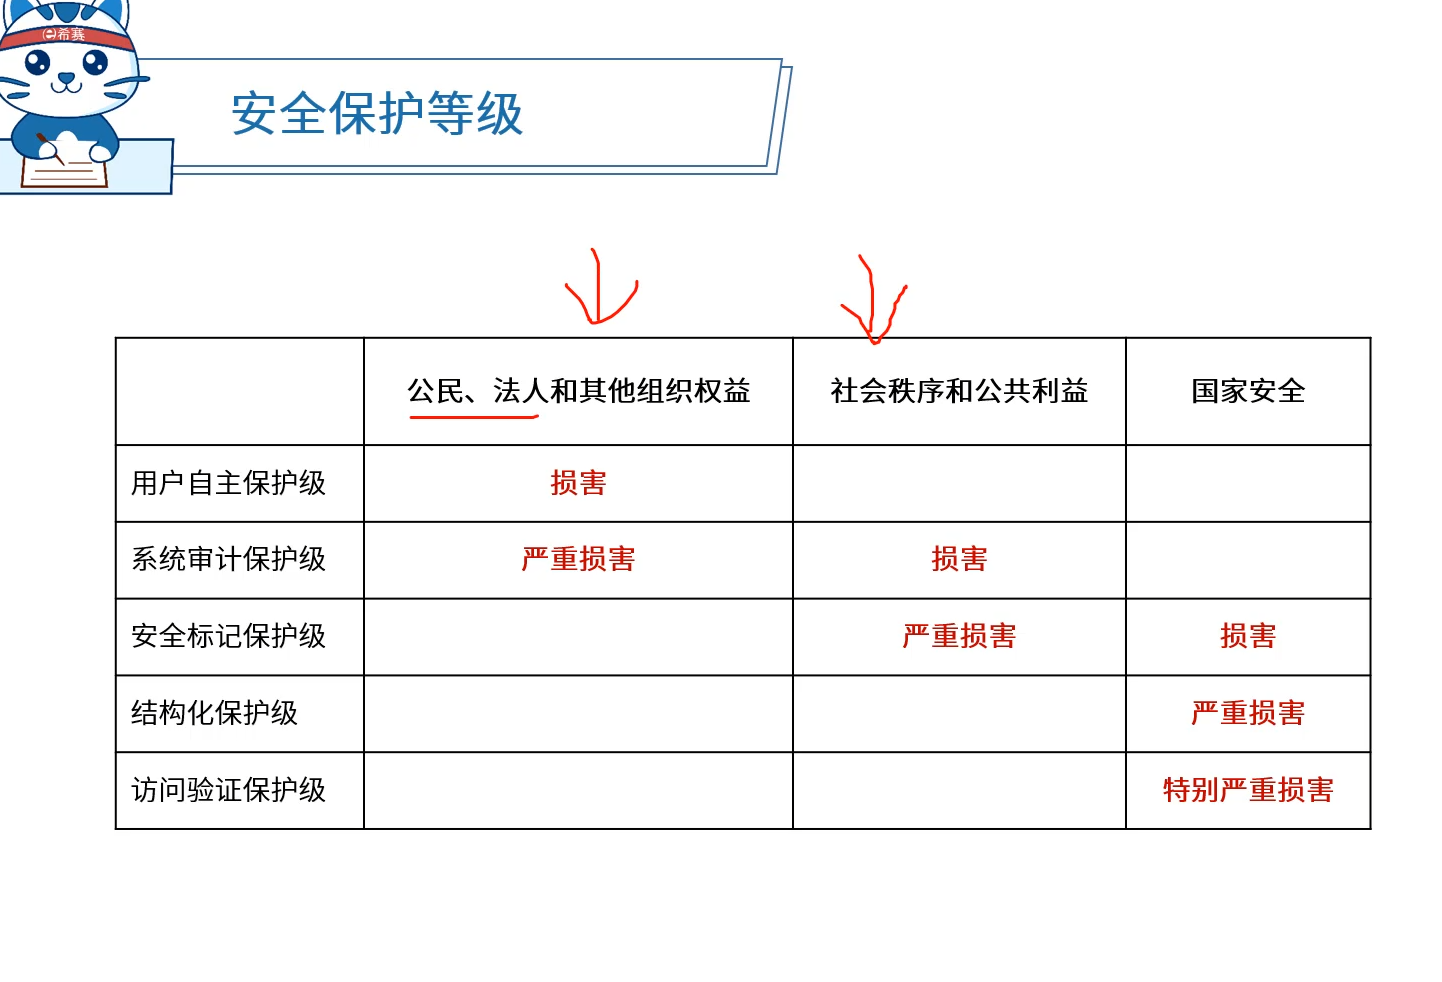 e希赛
安全保护等级
公民、法人和其他组织权益 社会秩序和公共利益 国家安全
用户自主保护级 损害
系统审计保护级 严重损害 损害
安全标记保护级 严重损害 损害
结构化保护级 严重损害
访问验证保护级 特别严重损害